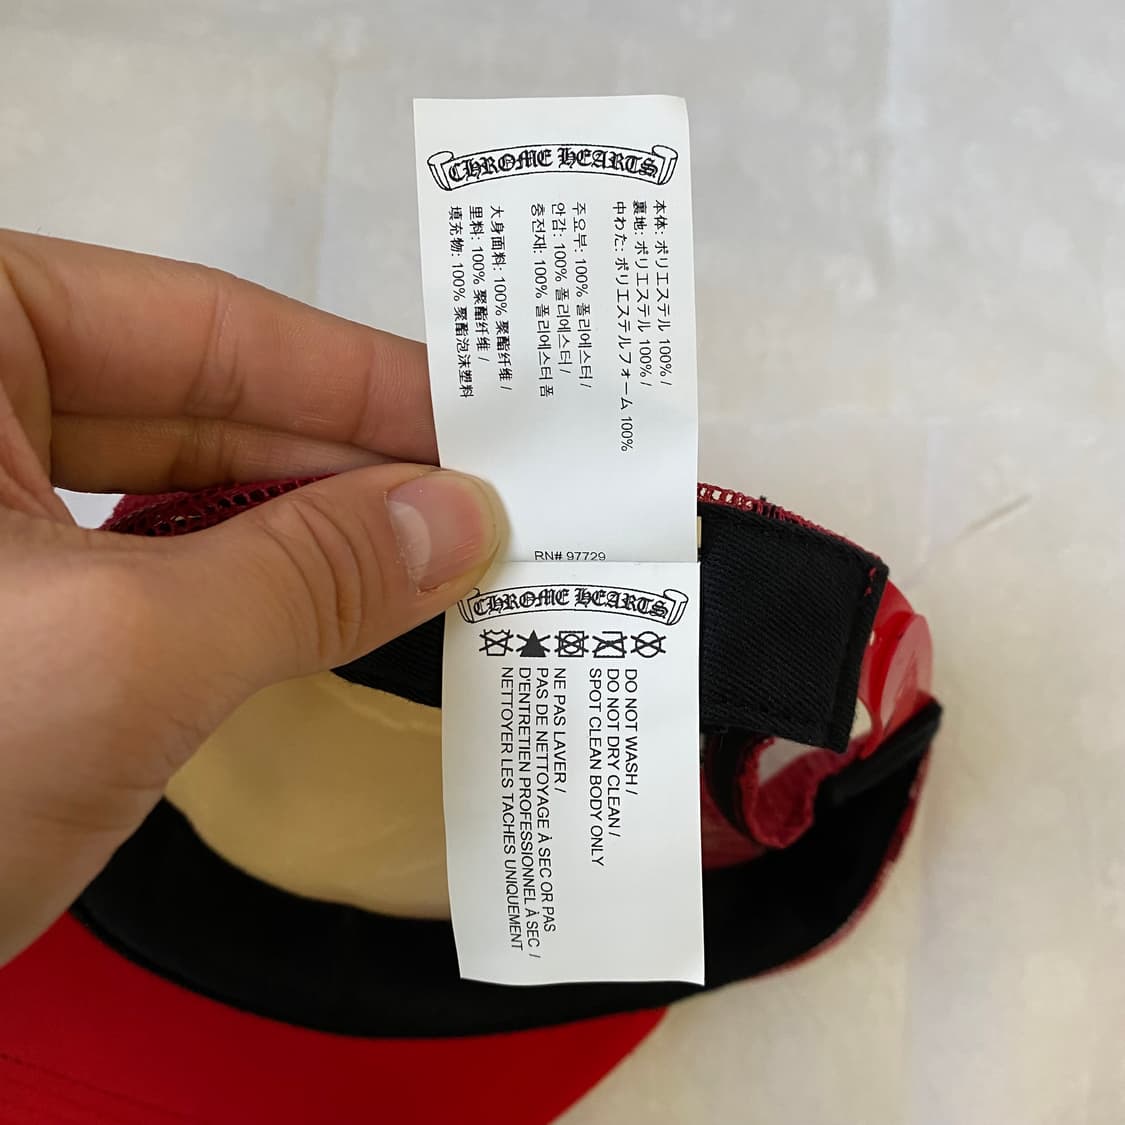 CHROME HEARTS
本体: ポリエステル 100% /
裏地: ポリエステル 100% /
中わた: ポリエステルフォーム 100%
주요부: 100% 폴리에스터 /
안감: 100% 폴리에스터 /
충전재: 100% 폴리에스터 폼
大身面料: 100% 聚酯纤维 /
里料: 100% 聚酯纤维 /
填充物: 100% 聚酯泡沫塑料
RN# 97729
CHROME HEARTS
DO NOT WASH /
DO NOT DRY CLEAN /
SPOT CLEAN BODY ONLY
NE PAS LAVER /
PAS DE NETTOYAGE À SEC OR PAS
D'ENTRETIEN PROFESSIONNEL À SEC /
NETTOYER LES TACHES UNIQUEMENT